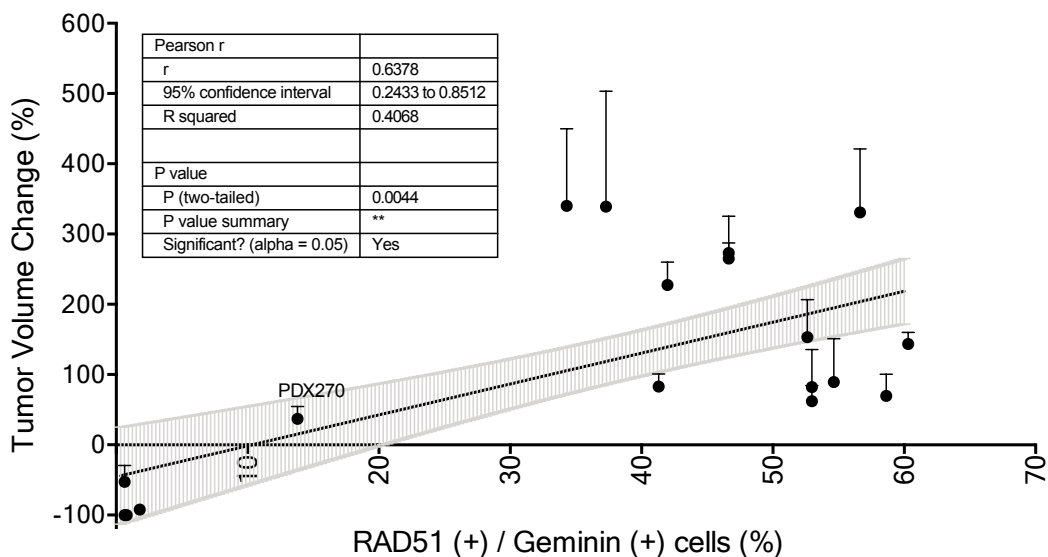 600
500
400
300
200
100
0
-100
Tumor Volume Change (%)
Pearson r
r 0.6378
95% confidence interval 0.2433 to 0.8512
R squared 0.4068
P value
P (two-tailed) 0.0044
P value summary **
Significant? (alpha = 0.05) Yes
PDX270
10 20 30 40 50 60 70
RAD51 (+) / Geminin (+) cells (%)